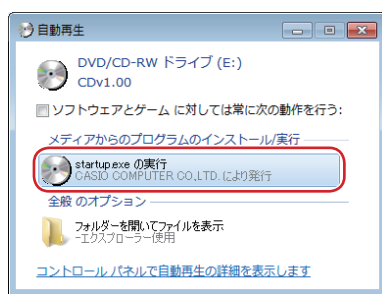 自動再生
DVD/CD-RW ドライブ (E:)
CDv1.00
ソフトウェアとゲーム に対しては常に次の動作を行う:
メディアからのプログラムのインストール/実行
startup.exe の実行
CASIO COMPUTER CO.,LTD. により発行
全般 のオプション
フォルダーを開いてファイルを表示
-エクスプローラー使用
コントロール パネルで自動再生の詳細を表示します